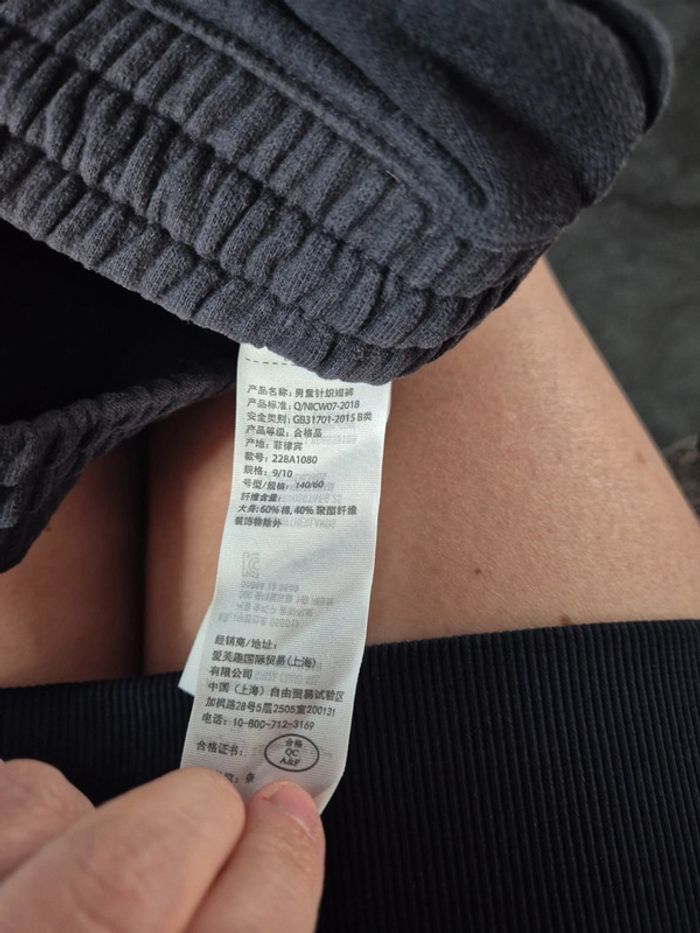 产品名称: 男童针织短裤
产品标准: Q/NICW07-2018
安全类别: GB31701-2015 B类
产品等级: 合格品
产地: 菲律宾
款号: 228A1080
规格: 9/10
号型/规格: 140/60
纤维含量:
大身: 60% 棉, 40% 聚酯纤维
装饰物除外
经销商/地址:
爱芙趣国际贸易(上海)
有限公司
中国 (上海) 自由贸易试验区
加枫路28号5层2505室200131
电话: 10-800-712-3169
合格证书:
合格
QC
A&F